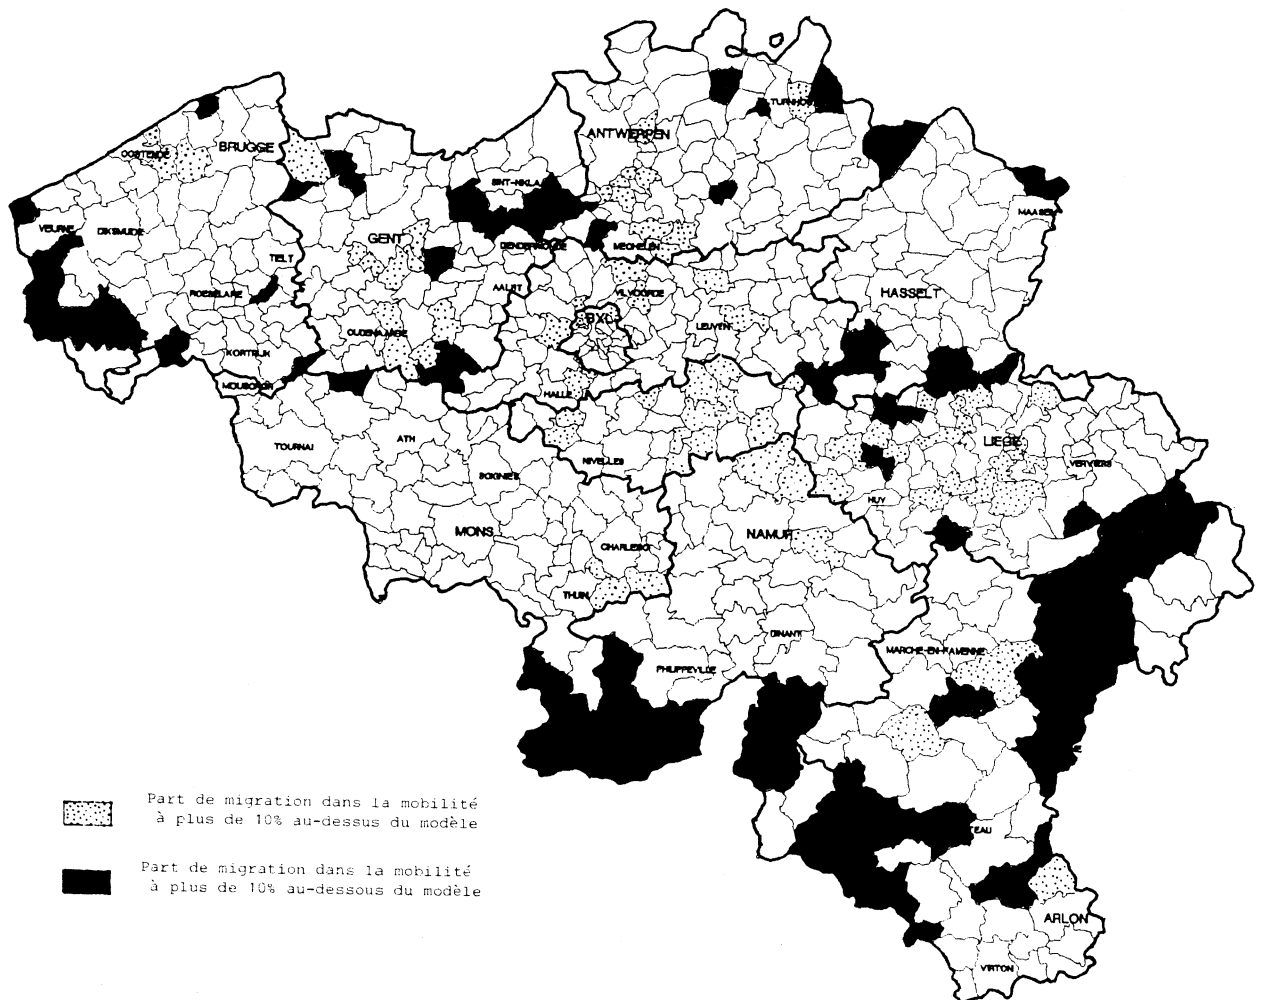 TURNHOUT
ANTWERPEN
BRUGGE
OOSTENDE
SINT-NIKLA
MAASEIK
VEURNE
DIKSMUIDE
GENT
MECHELEN
DENDERMONDE
TIELT
AALST
ROESELARE
VILVOORDE
HASSELT
BXL
OUDENAARDE
LEUVEN
KORTRIJK
MOUSCRON
HALLE
TOURNAI
ATH
LIEGE
NIVELLES
VERVIERS
SOIGNIES
HUY
MONS
NAMUR
CHARLEROI
THUIN
DINANT
MARCHE-EN-FAMENNE
PHILIPPEVILLE
E
Part de migration dans la mobilité
à plus de 10% au-dessus du modèle
EAU
Part de migration dans la mobilité
à plus de 10% au-dessous du modèle
ARLON
VIRTON